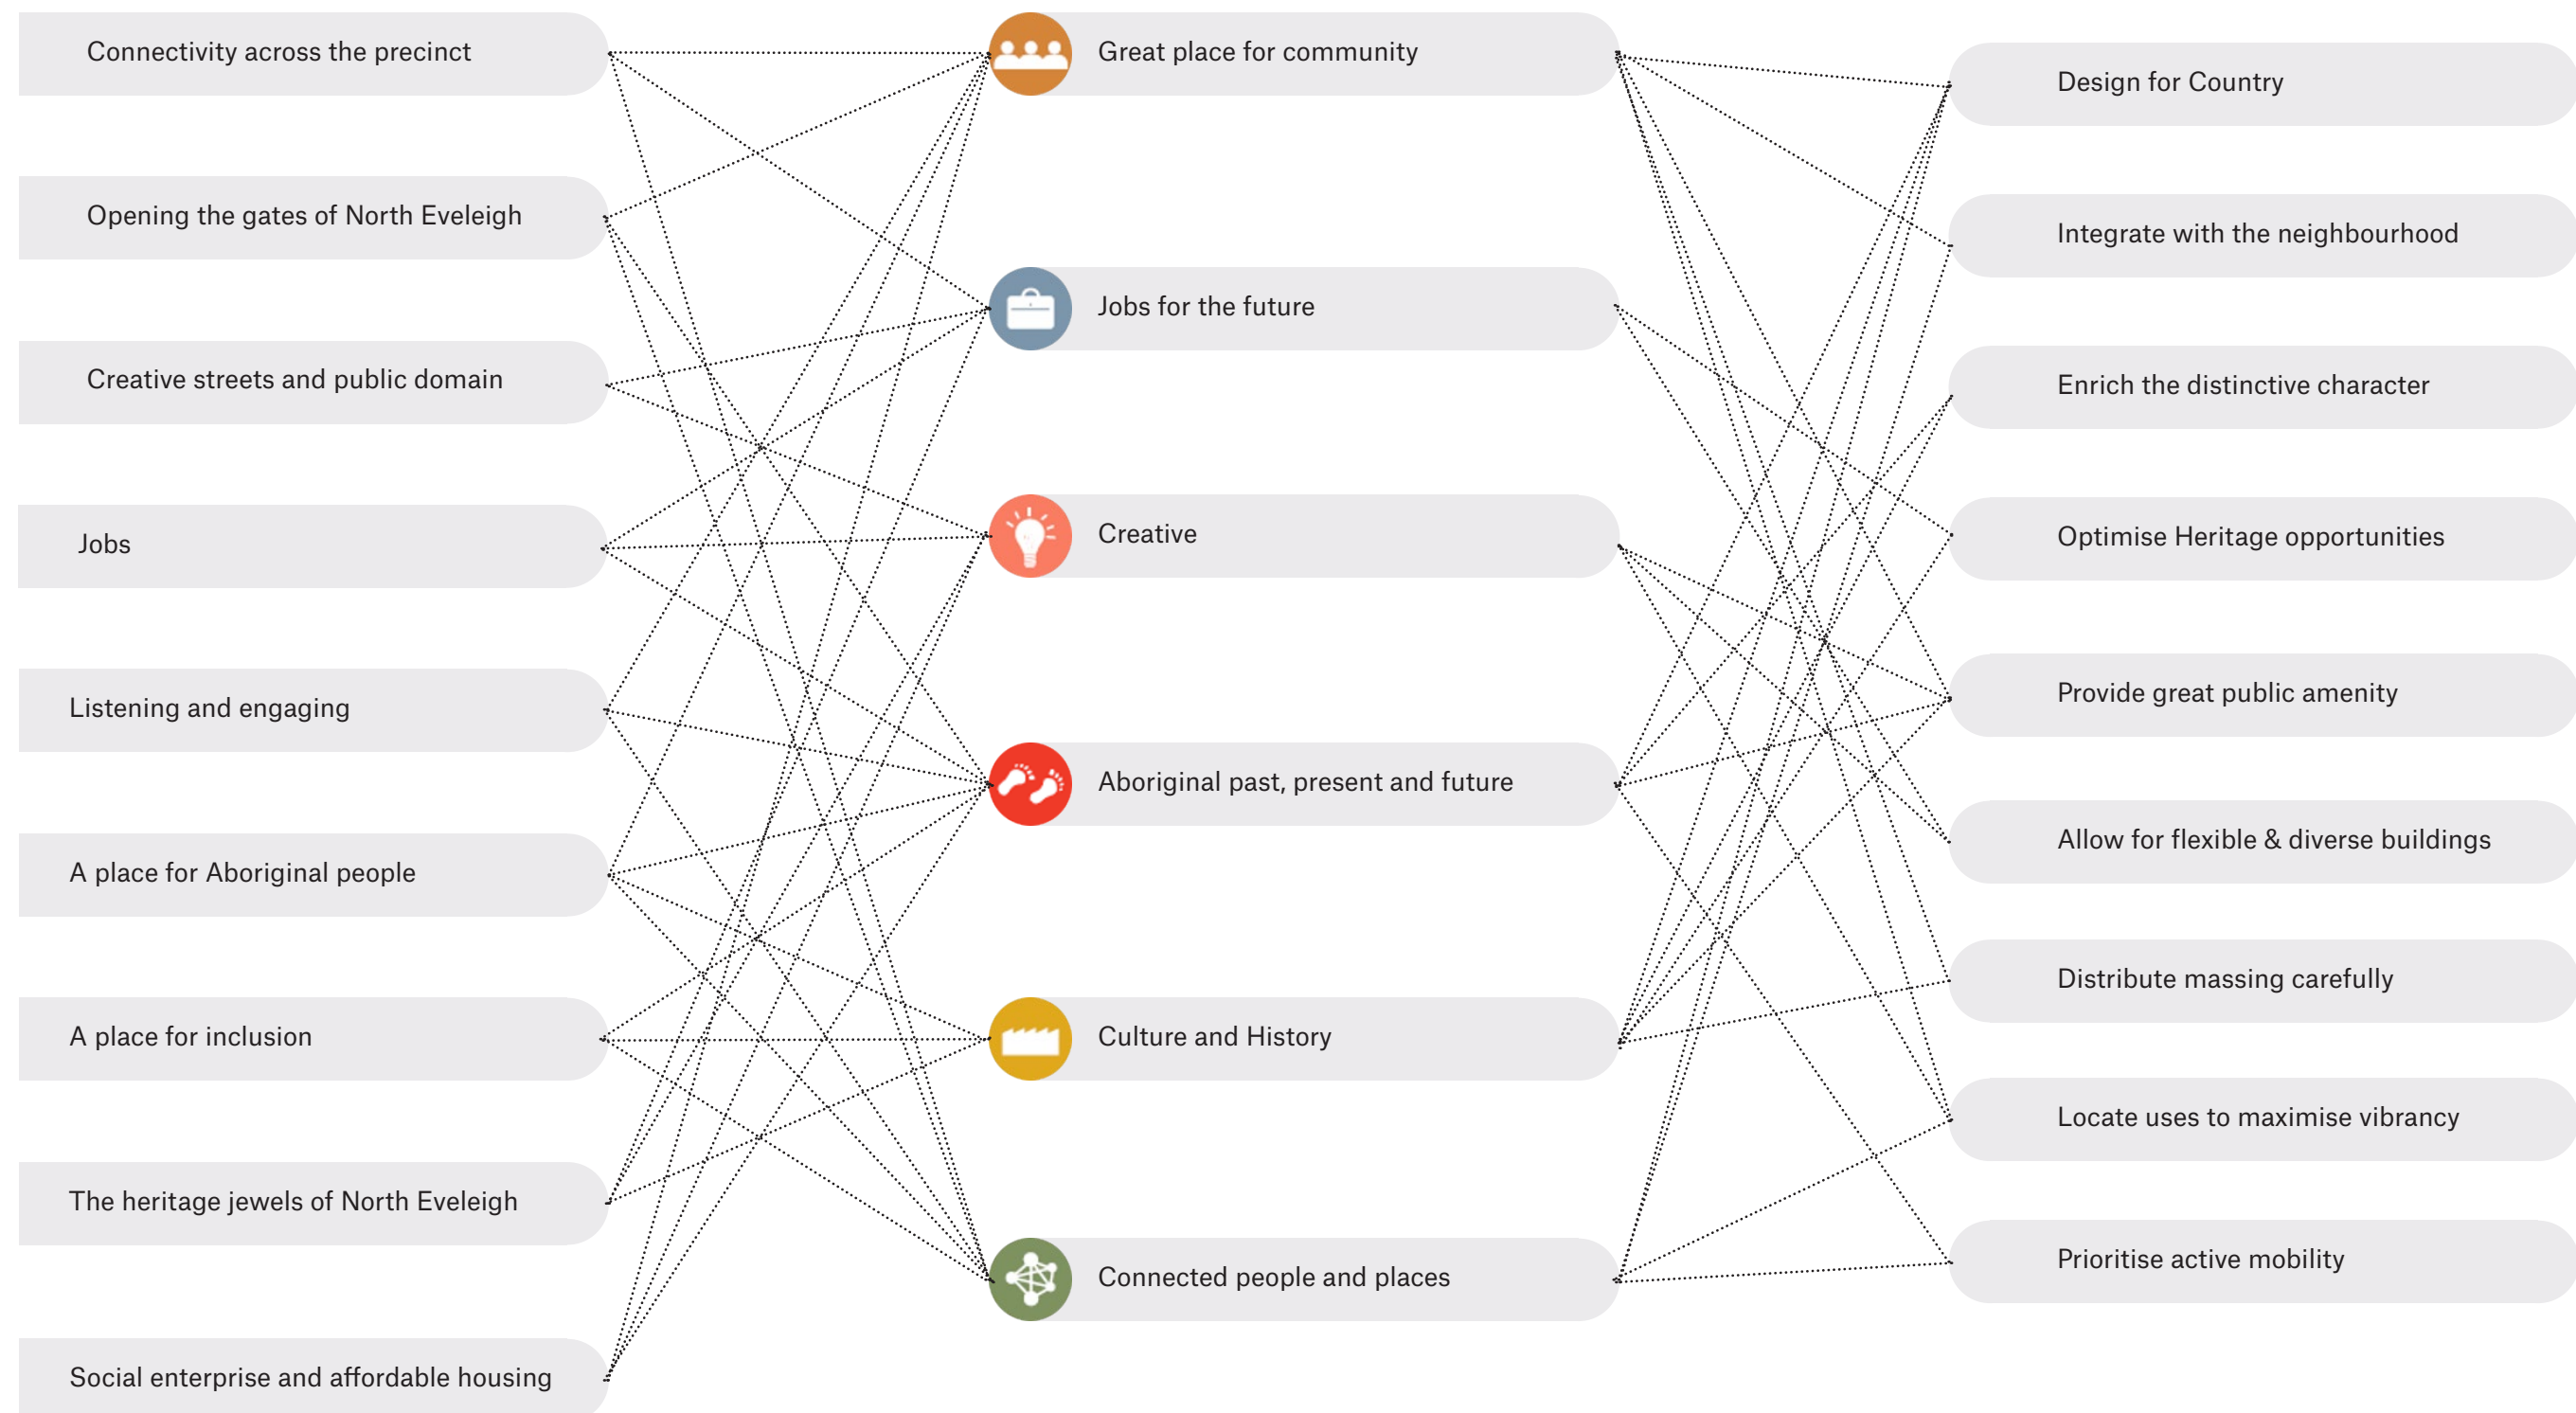 Connectivity across the precinct
Opening the gates of North Eveleigh
Creative streets and public domain
Jobs
Listening and engaging
A place for Aboriginal people
A place for inclusion
The heritage jewels of North Eveleigh
Social enterprise and affordable housing
Great place for community
Jobs for the future
Creative
Aboriginal past, present and future
Culture and History
Connected people and places
Design for Country
Integrate with the neighbourhood
Enrich the distinctive character
Optimise Heritage opportunities
Provide great public amenity
Allow for flexible & diverse buildings
Distribute massing carefully
Locate uses to maximise vibrancy
Prioritise active mobility